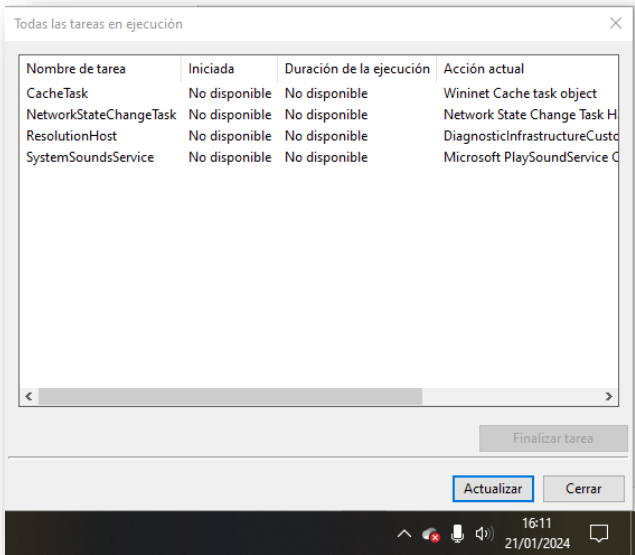 Todas las tareas en ejecución
Nombre de tarea Iniciada Duración de la ejecución Acción actual
CacheTask No disponible No disponible Wininet Cache task object
NetworkStateChangeTask No disponible No disponible Network State Change Task H
ResolutionHost No disponible No disponible DiagnosticInfrastructureCusto
SystemSoundsService No disponible No disponible Microsoft PlaySoundService C
Finalizar tarea
Actualizar Cerrar
16:11
21/01/2024